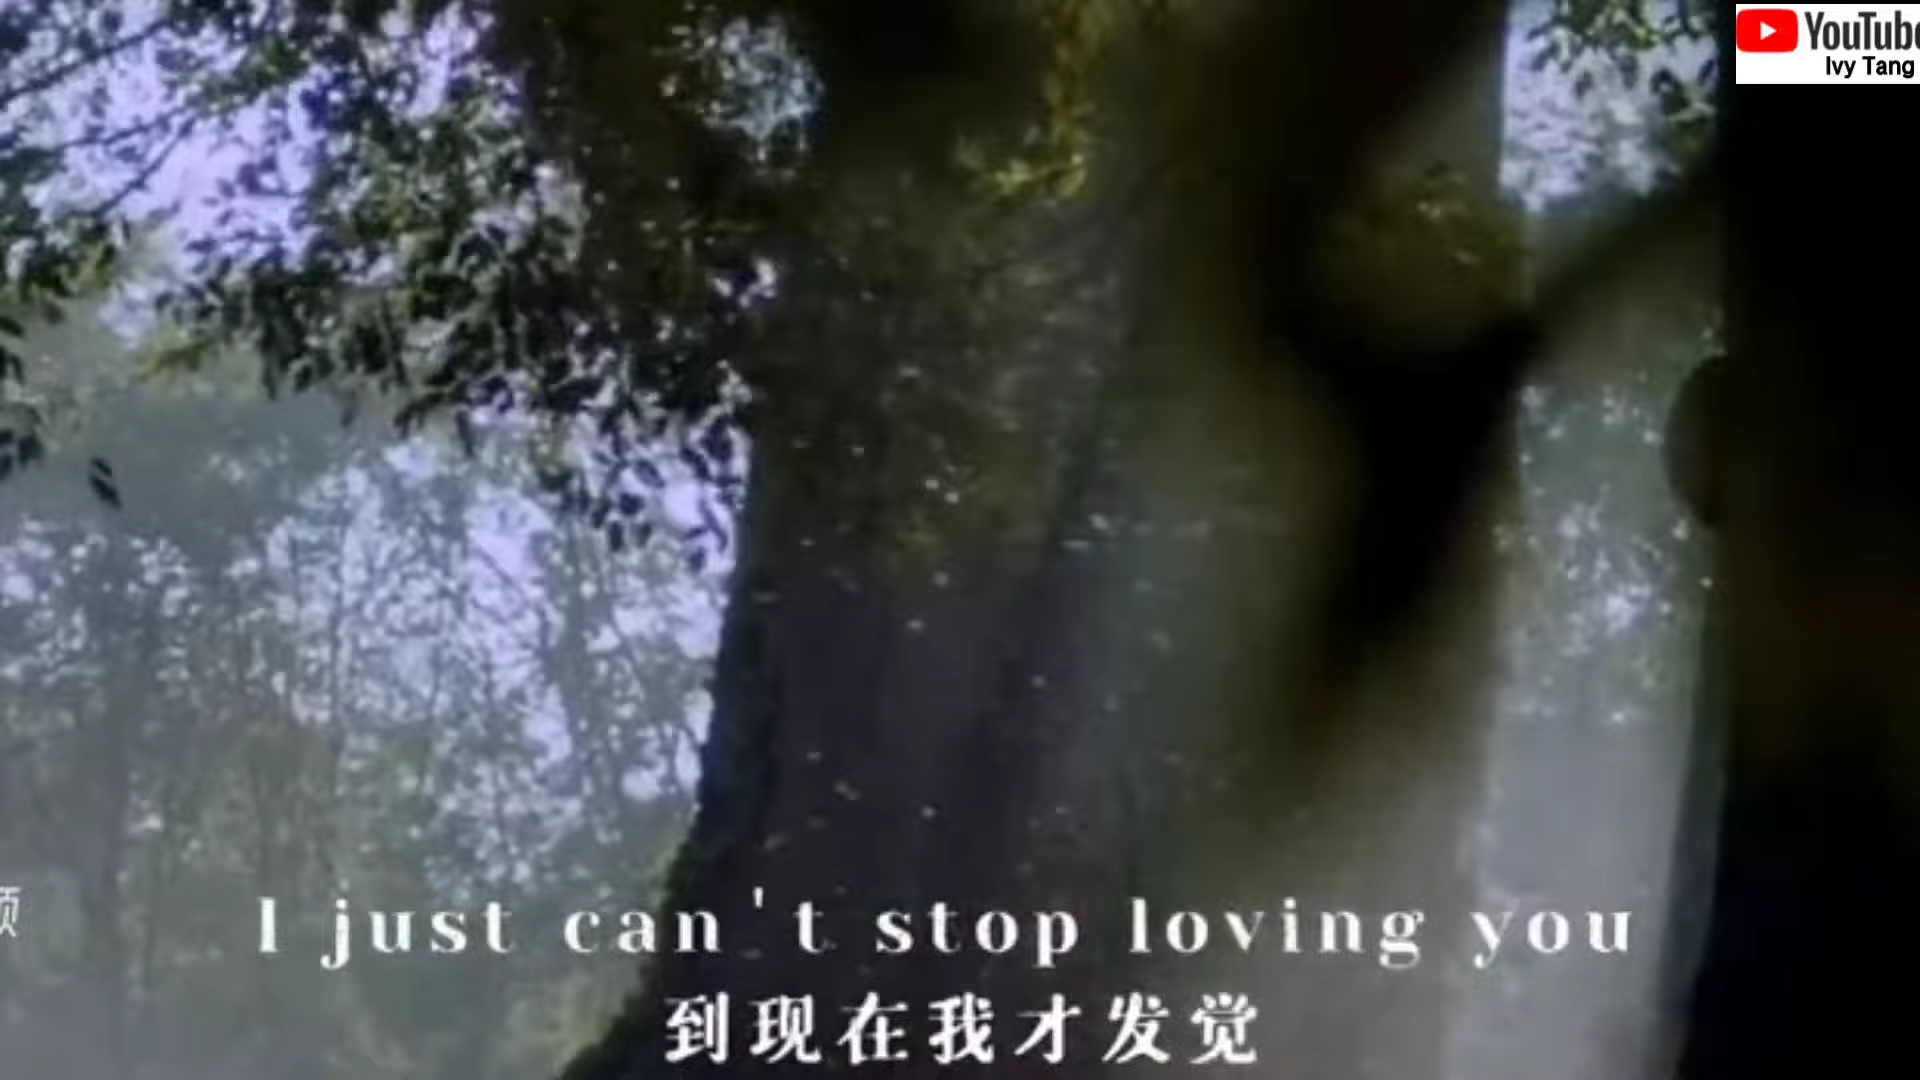 YouTube
Ivy Tang
I just can't stop loving you
到现在我才发觉